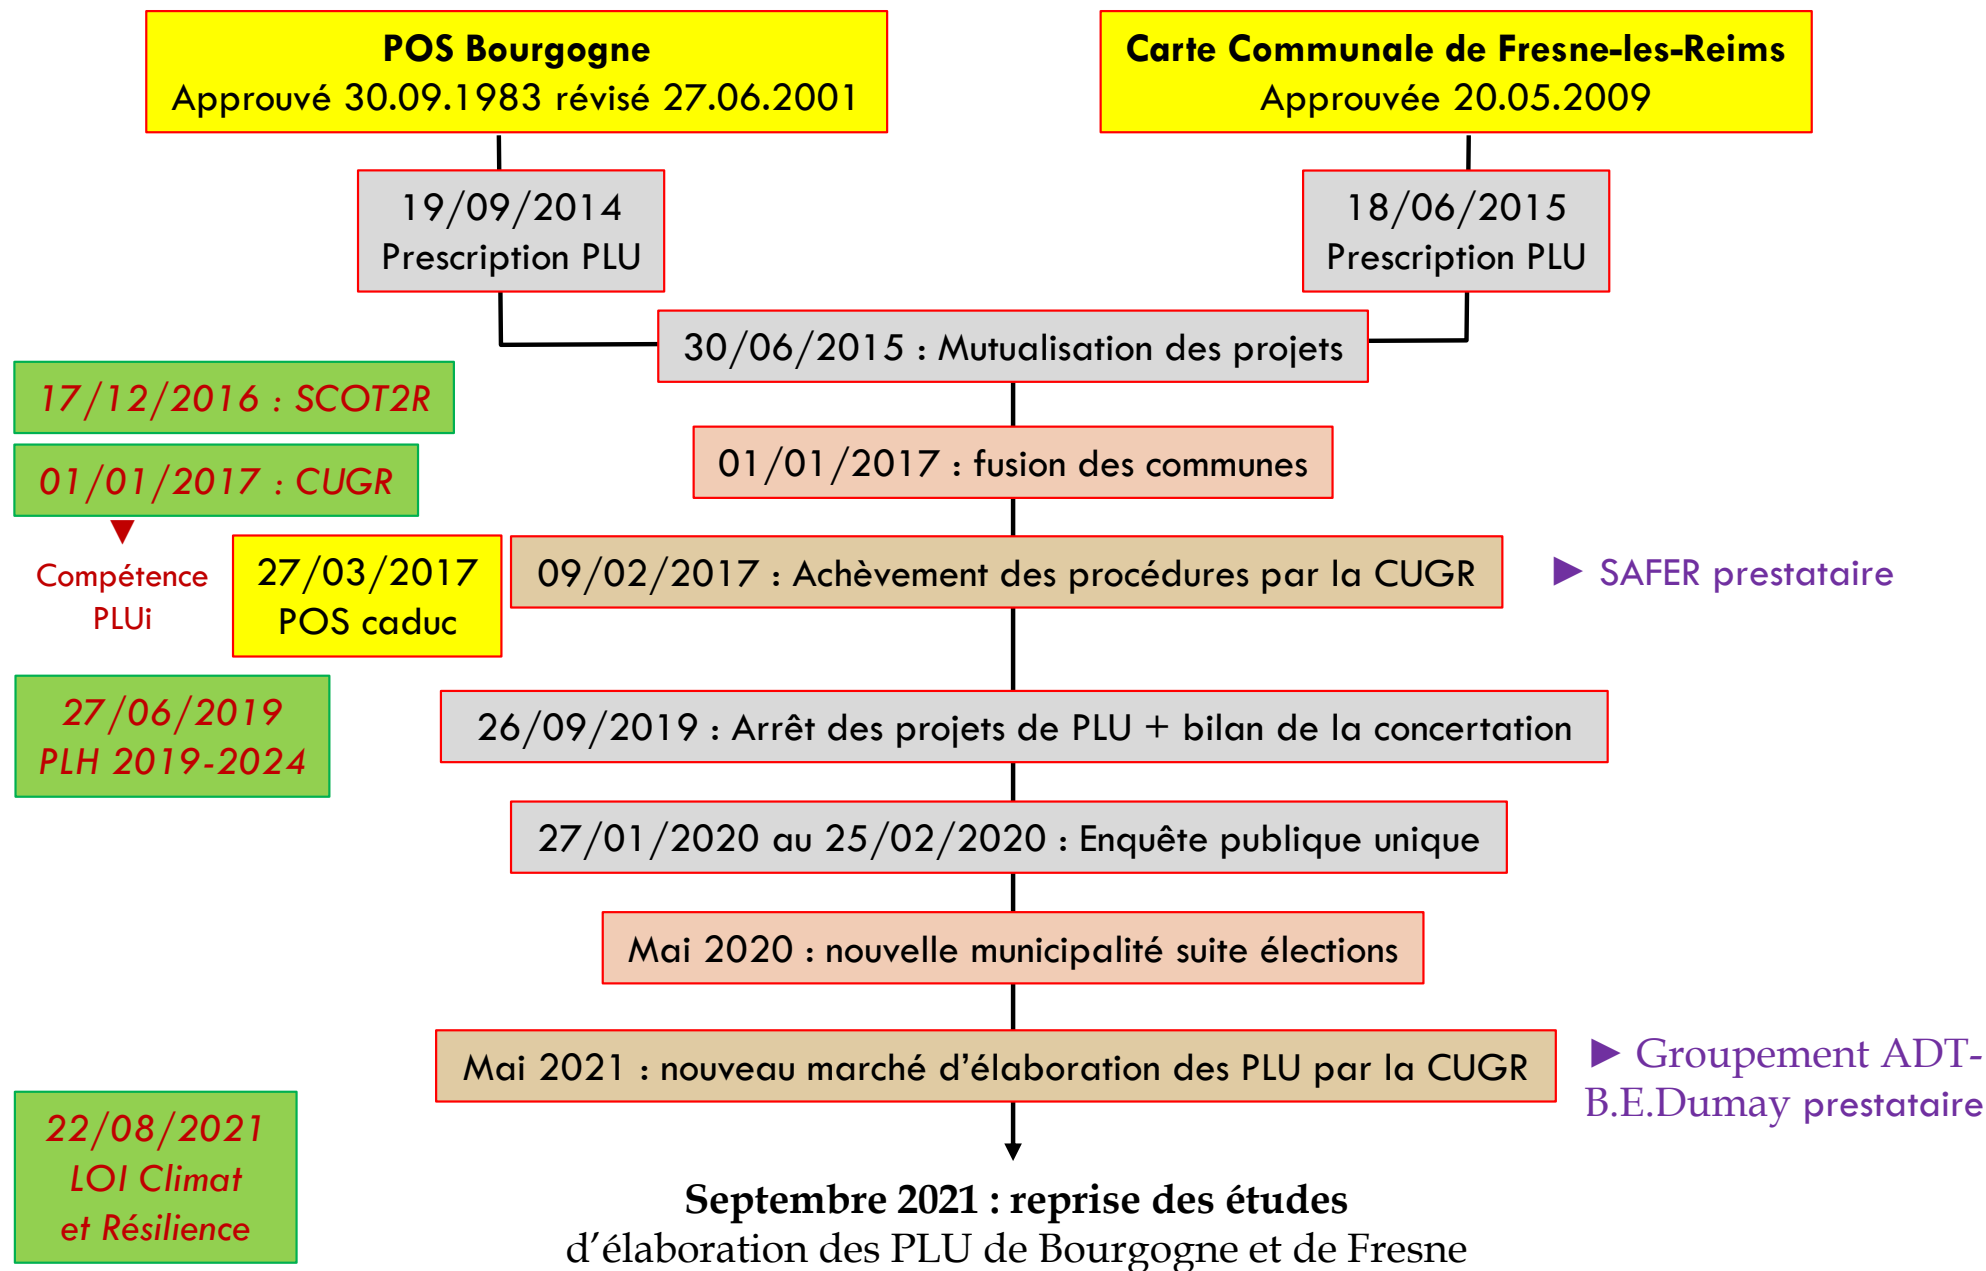 POS Bourgogne
Approuvé 30.09.1983 révisé 27.06.2001
Carte Communale de Fresne-les-Reims
Approuvée 20.05.2009
19/09/2014
Prescription PLU
18/06/2015
Prescription PLU
30/06/2015 : Mutualisation des projets
17/12/2016 : SCOT2R
01/01/2017 : CUGR
01/01/2017 : fusion des communes
Compétence
PLUi
27/03/2017
POS caduc
09/02/2017 : Achèvement des procédures par la CUGR
► SAFER prestataire
27/06/2019
PLH 2019-2024
26/09/2019 : Arrêt des projets de PLU + bilan de la concertation
27/01/2020 au 25/02/2020 : Enquête publique unique
Mai 2020 : nouvelle municipalité suite élections
Mai 2021 : nouveau marché d’élaboration des PLU par la CUGR
► Groupement ADT-
B.E.Dumay prestataire
22/08/2021
LOI Climat
et Résilience
Septembre 2021 : reprise des études
d’élaboration des PLU de Bourgogne et de Fresne